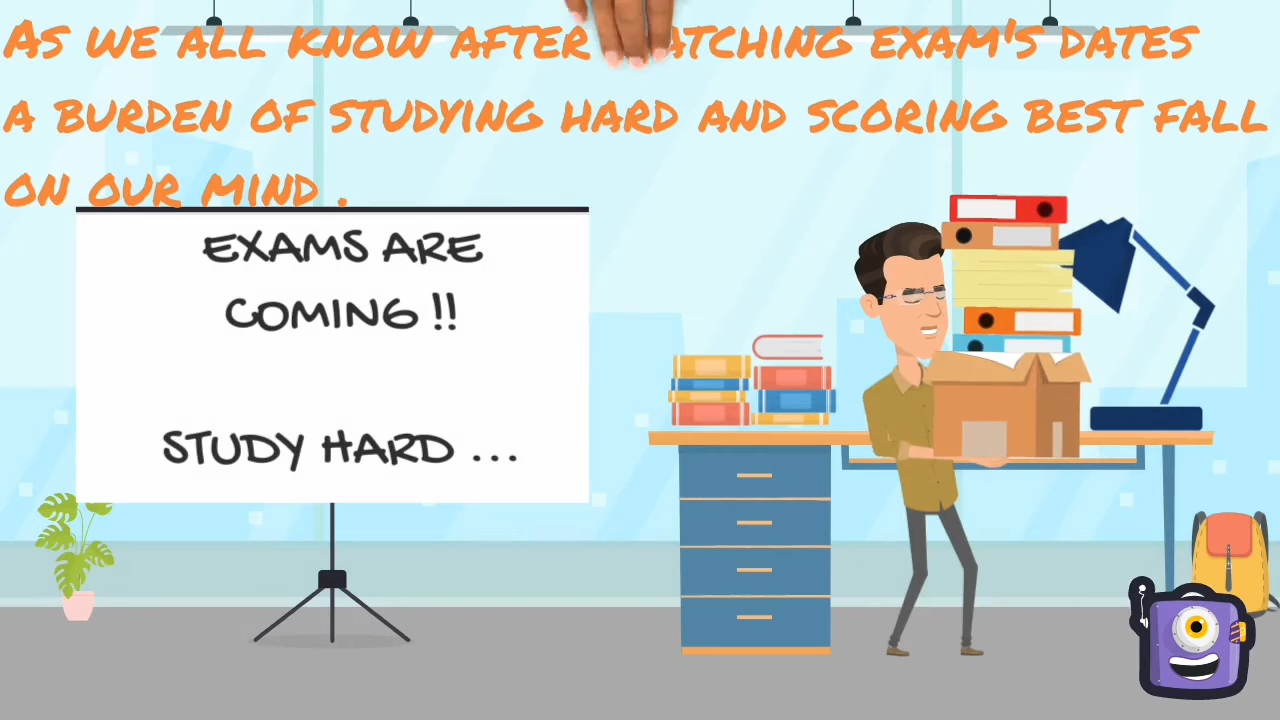 As we all know after atching exam's dates
a burden of studying hard and scoring best fall
on our mind .
EXAMS ARE
COMING !!
STUDY HARD ...